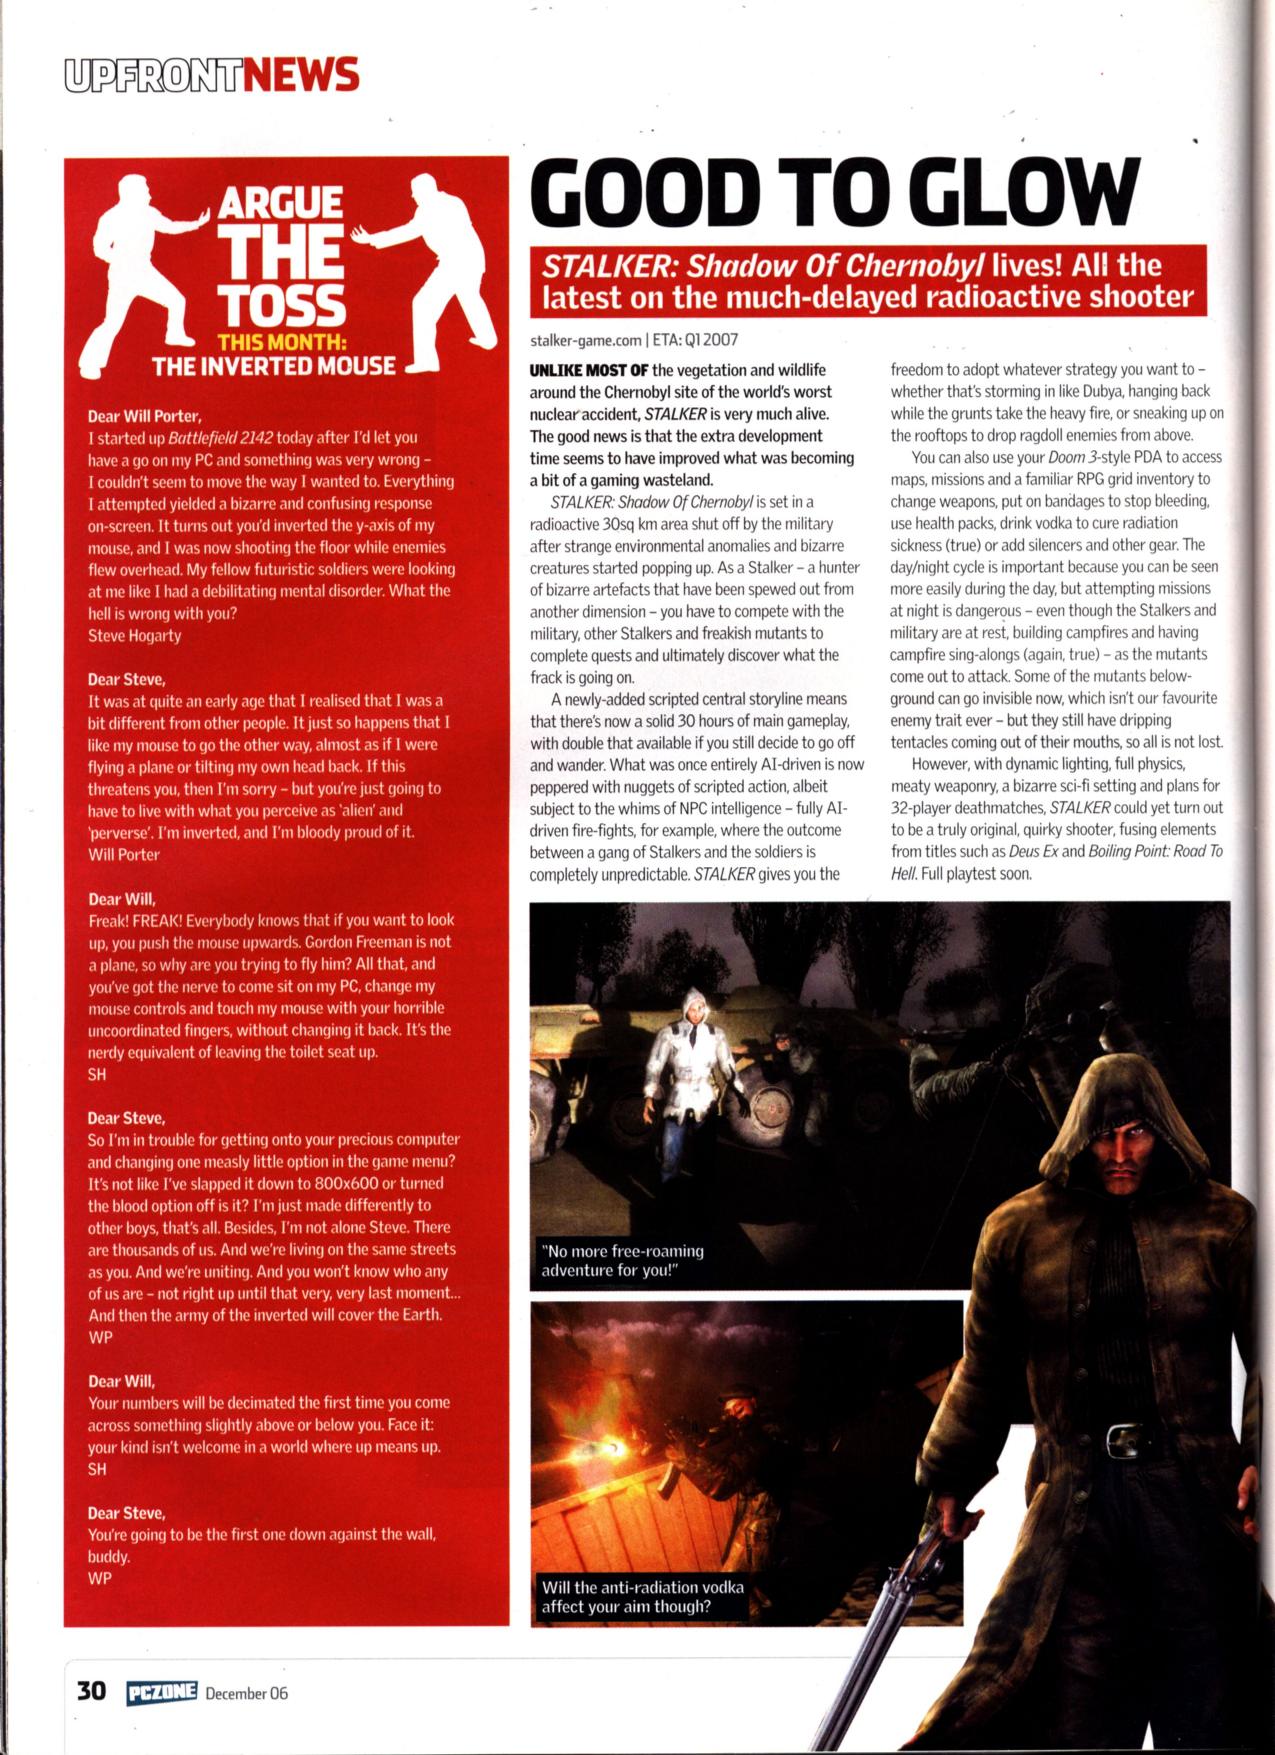 UPFRONTNEWS
ARGUE
THE
TOSS
THIS MONTH:
THE INVERTED MOUSE
Dear Will Porter,
I started up Battlefield 2142 today after I'd let you
have a go on my PC and something was very wrong –
I couldn't seem to move the way I wanted to. Everything
I attempted yielded a bizarre and confusing response
on-screen. It turns out you'd inverted the y-axis of my
mouse, and I was now shooting the floor while enemies
flew overhead. My fellow futuristic soldiers were looking
at me like I had a debilitating mental disorder. What the
hell is wrong with you?
Steve Hogarty
Dear Steve,
It was at quite an early age that I realised that I was a
bit different from other people. It just so happens that I
like my mouse to go the other way, almost as if I were
flying a plane or tilting my own head back. If this
threatens you, then I'm sorry – but you're just going to
have to live with what you perceive as 'alien' and
'perverse'. I'm inverted, and I'm bloody proud of it.
Will Porter
Dear Will,
Freak! FREAK! Everybody knows that if you want to look
up, you push the mouse upwards. Gordon Freeman is not
a plane, so why are you trying to fly him? All that, and
you've got the nerve to come sit on my PC, change my
mouse controls and touch my mouse with your horrible
uncoordinated fingers, without changing it back. It's the
nerdy equivalent of leaving the toilet seat up.
SH
Dear Steve,
So I'm in trouble for getting onto your precious computer
and changing one measly little option in the game menu?
It's not like I've slapped it down to 800x600 or turned
the blood option off is it? I'm just made differently to
other boys, that's all. Besides, I'm not alone Steve. There
are thousands of us. And we're living on the same streets
as you. And we're uniting. And you won't know who any
of us are – not right up until that very, very last moment...
And then the army of the inverted will cover the Earth.
WP
Dear Will,
Your numbers will be decimated the first time you come
across something slightly above or below you. Face it:
your kind isn't welcome in a world where up means up.
SH
Dear Steve,
You're going to be the first one down against the wall,
buddy.
WP
GOOD TO GLOW
STALKER: Shadow Of Chernobyl lives! All the
latest on the much-delayed radioactive shooter
stalker-game.com | ETA: Q1 2007
UNLIKE MOST OF the vegetation and wildlife
around the Chernobyl site of the world's worst
nuclear accident, STALKER is very much alive.
The good news is that the extra development
time seems to have improved what was becoming
a bit of a gaming wasteland.
STALKER: Shadow Of Chernobyl is set in a
radioactive 30sq km area shut off by the military
after strange environmental anomalies and bizarre
creatures started popping up. As a Stalker – a hunter
of bizarre artefacts that have been spewed out from
another dimension – you have to compete with the
military, other Stalkers and freakish mutants to
complete quests and ultimately discover what the
frack is going on.
A newly-added scripted central storyline means
that there's now a solid 30 hours of main gameplay,
with double that available if you still decide to go off
and wander. What was once entirely AI-driven is now
peppered with nuggets of scripted action, albeit
subject to the whims of NPC intelligence – fully AI-
driven fire-fights, for example, where the outcome
between a gang of Stalkers and the soldiers is
completely unpredictable. STALKER gives you the
freedom to adopt whatever strategy you want to –
whether that's storming in like Dubya, hanging back
while the grunts take the heavy fire, or sneaking up on
the rooftops to drop ragdoll enemies from above.
You can also use your Doom 3-style PDA to access
maps, missions and a familiar RPG grid inventory to
change weapons, put on bandages to stop bleeding,
use health packs, drink vodka to cure radiation
sickness (true) or add silencers and other gear. The
day/night cycle is important because you can be seen
more easily during the day, but attempting missions
at night is dangerous – even though the Stalkers and
military are at rest, building campfires and having
campfire sing-alongs (again, true) – as the mutants
come out to attack. Some of the mutants below-
ground can go invisible now, which isn't our favourite
enemy trait ever – but they still have dripping
tentacles coming out of their mouths, so all is not lost.
However, with dynamic lighting, full physics,
meaty weaponry, a bizarre sci-fi setting and plans for
32-player deathmatches, STALKER could yet turn out
to be a truly original, quirky shooter, fusing elements
from titles such as Deus Ex and Boiling Point: Road To
Hell. Full playtest soon.
"No more free-roaming
adventure for you!"
Will the anti-radiation vodka
affect your aim though?
30 PCZONE December 06